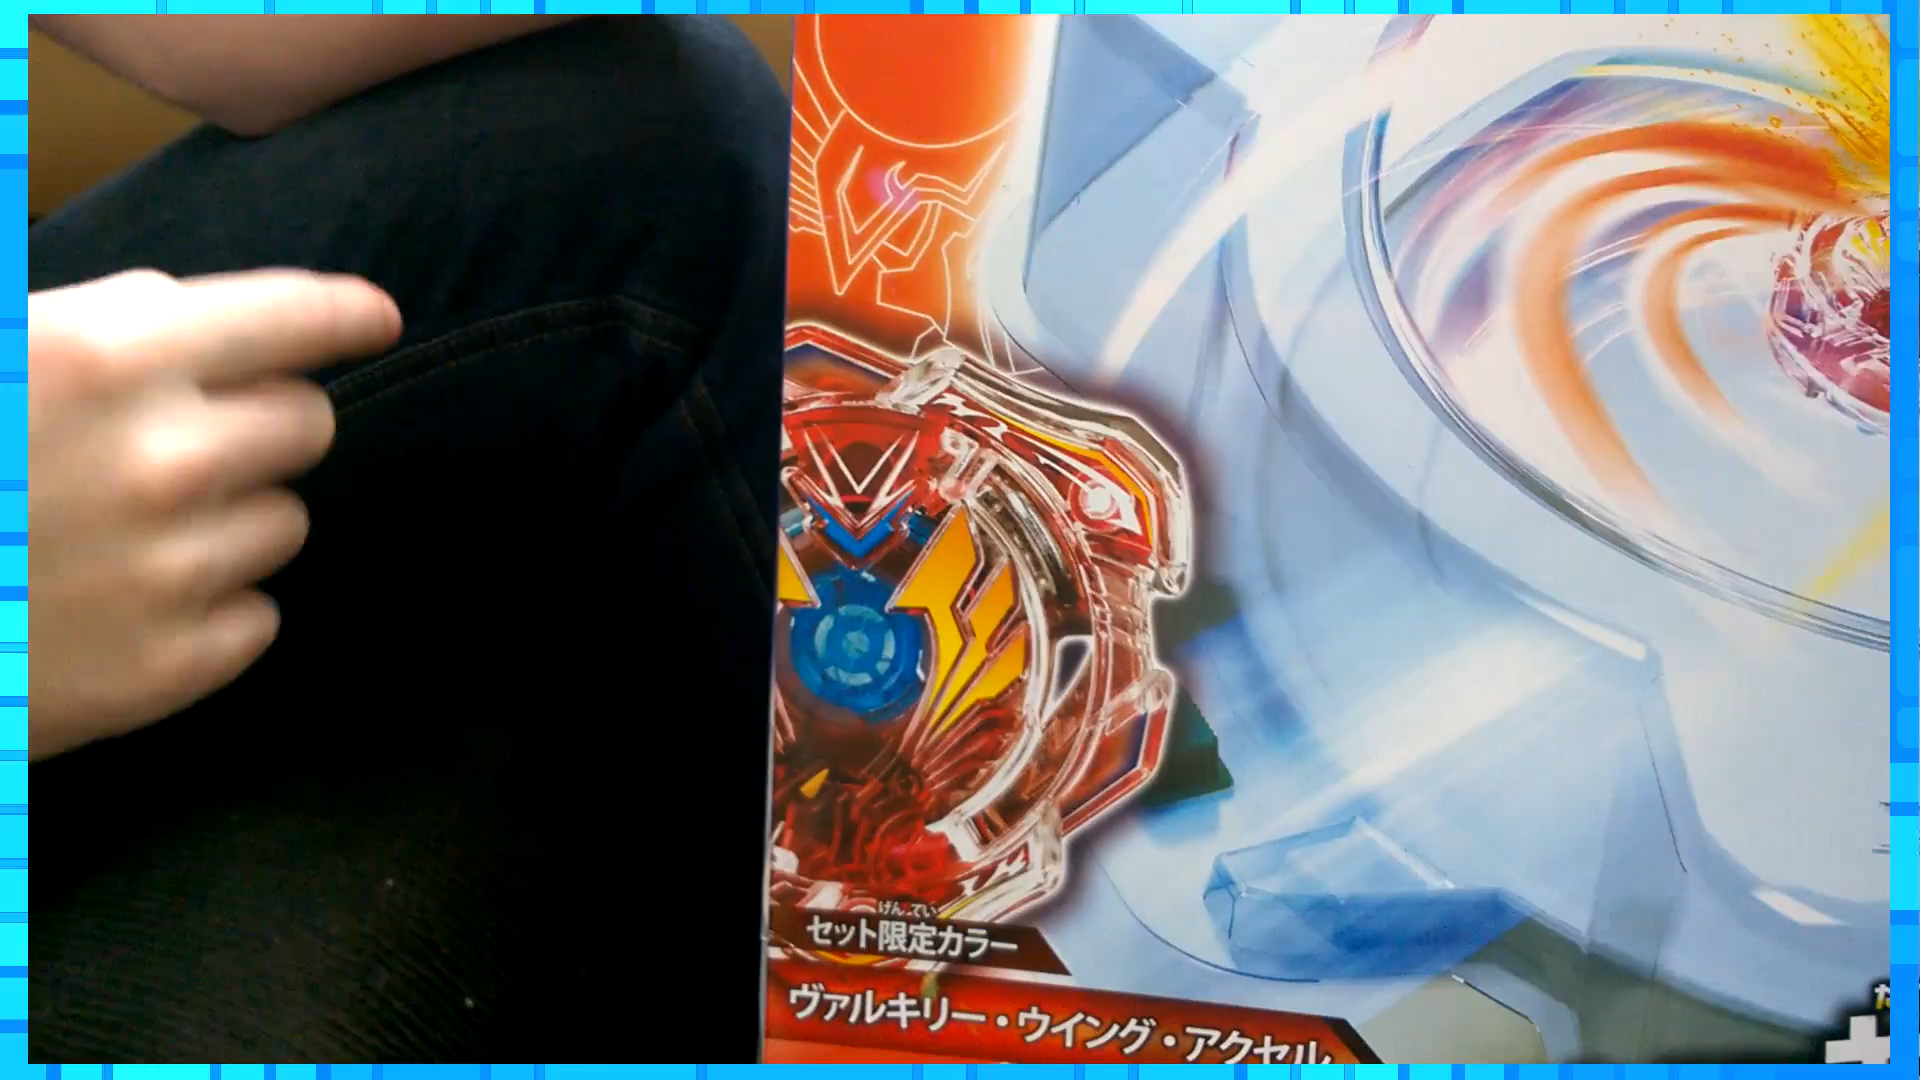 げんてい
セット限定カラー
ヴァルキリー・ウイング・アクセル